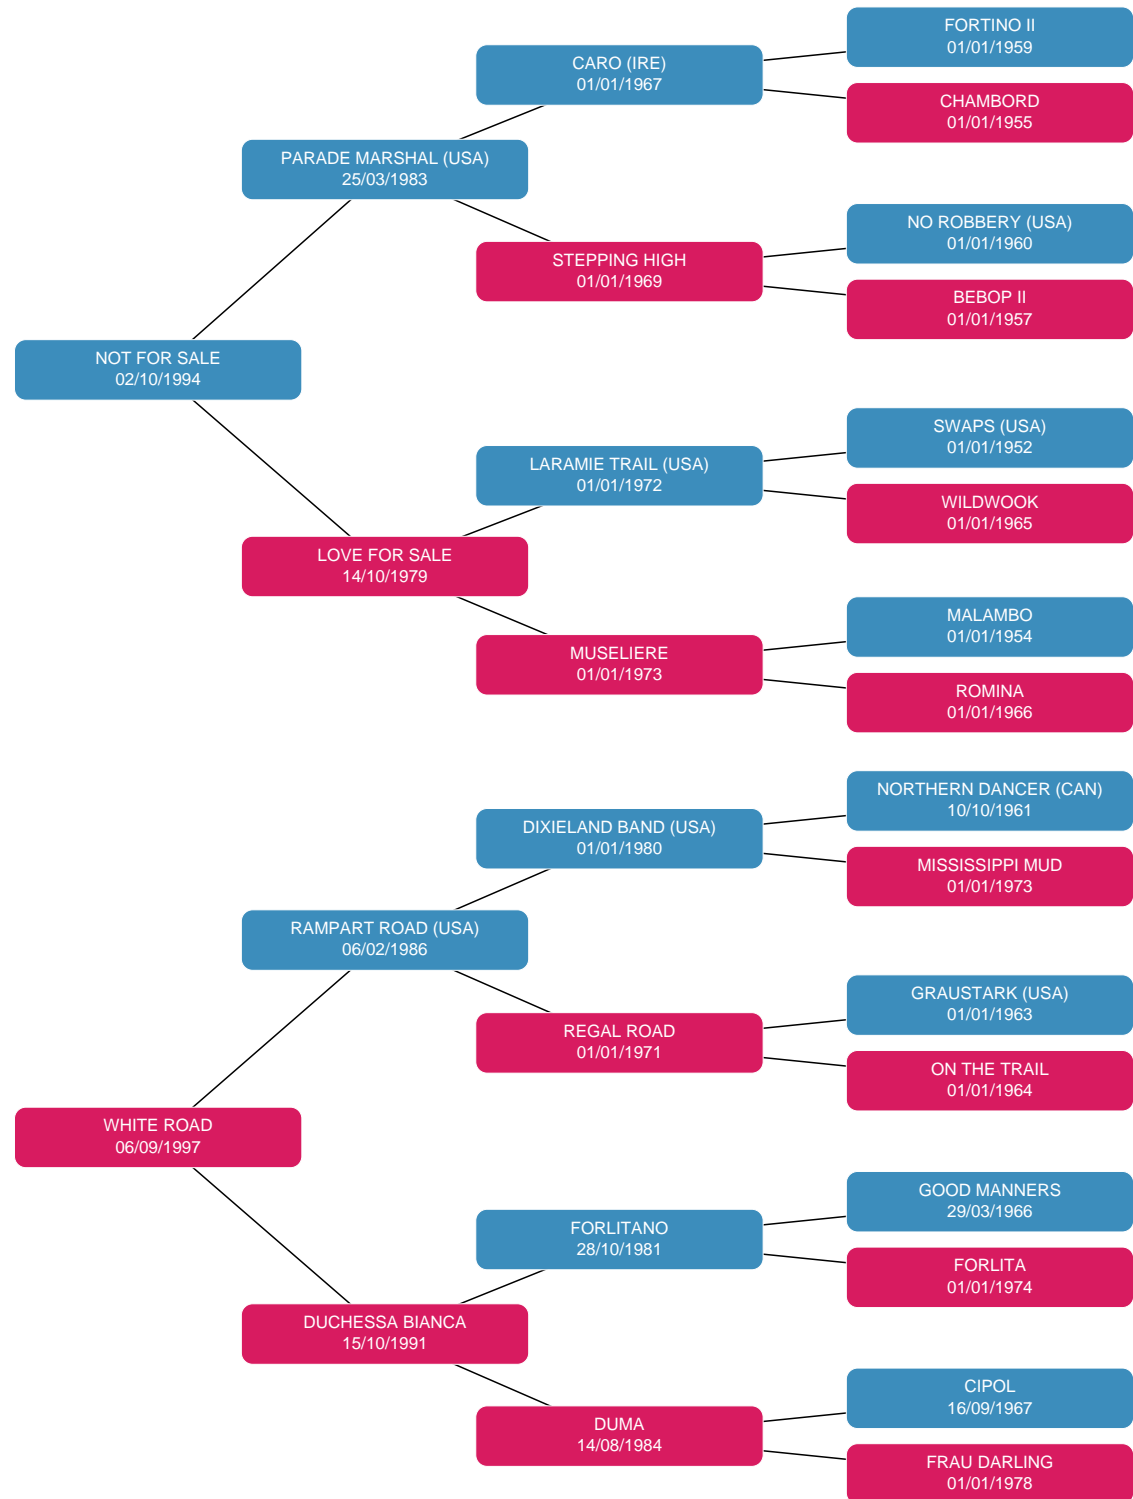 FORTINO II
01/01/1959
CARO (IRE)
01/01/1967
CHAMBORD
01/01/1955
PARADE MARSHAL (USA)
25/03/1983
NO ROBBERY (USA)
01/01/1960
STEPPING HIGH
01/01/1969
BEBOP II
01/01/1957
NOT FOR SALE
02/10/1994
SWAPS (USA)
01/01/1952
LARAMIE TRAIL (USA)
01/01/1972
WILDWOOK
01/01/1965
LOVE FOR SALE
14/10/1979
MALAMBO
01/01/1954
MUSELIERE
01/01/1973
ROMINA
01/01/1966
NORTHERN DANCER (CAN)
10/10/1961
DIXIELAND BAND (USA)
01/01/1980
MISSISSIPPI MUD
01/01/1973
RAMPART ROAD (USA)
06/02/1986
GRAUSTARK (USA)
01/01/1963
REGAL ROAD
01/01/1971
ON THE TRAIL
01/01/1964
WHITE ROAD
06/09/1997
GOOD MANNERS
29/03/1966
FORLITANO
28/10/1981
FORLITA
01/01/1974
DUCHESSA BIANCA
15/10/1991
CIPOL
16/09/1967
DUMA
14/08/1984
FRAU DARLING
01/01/1978